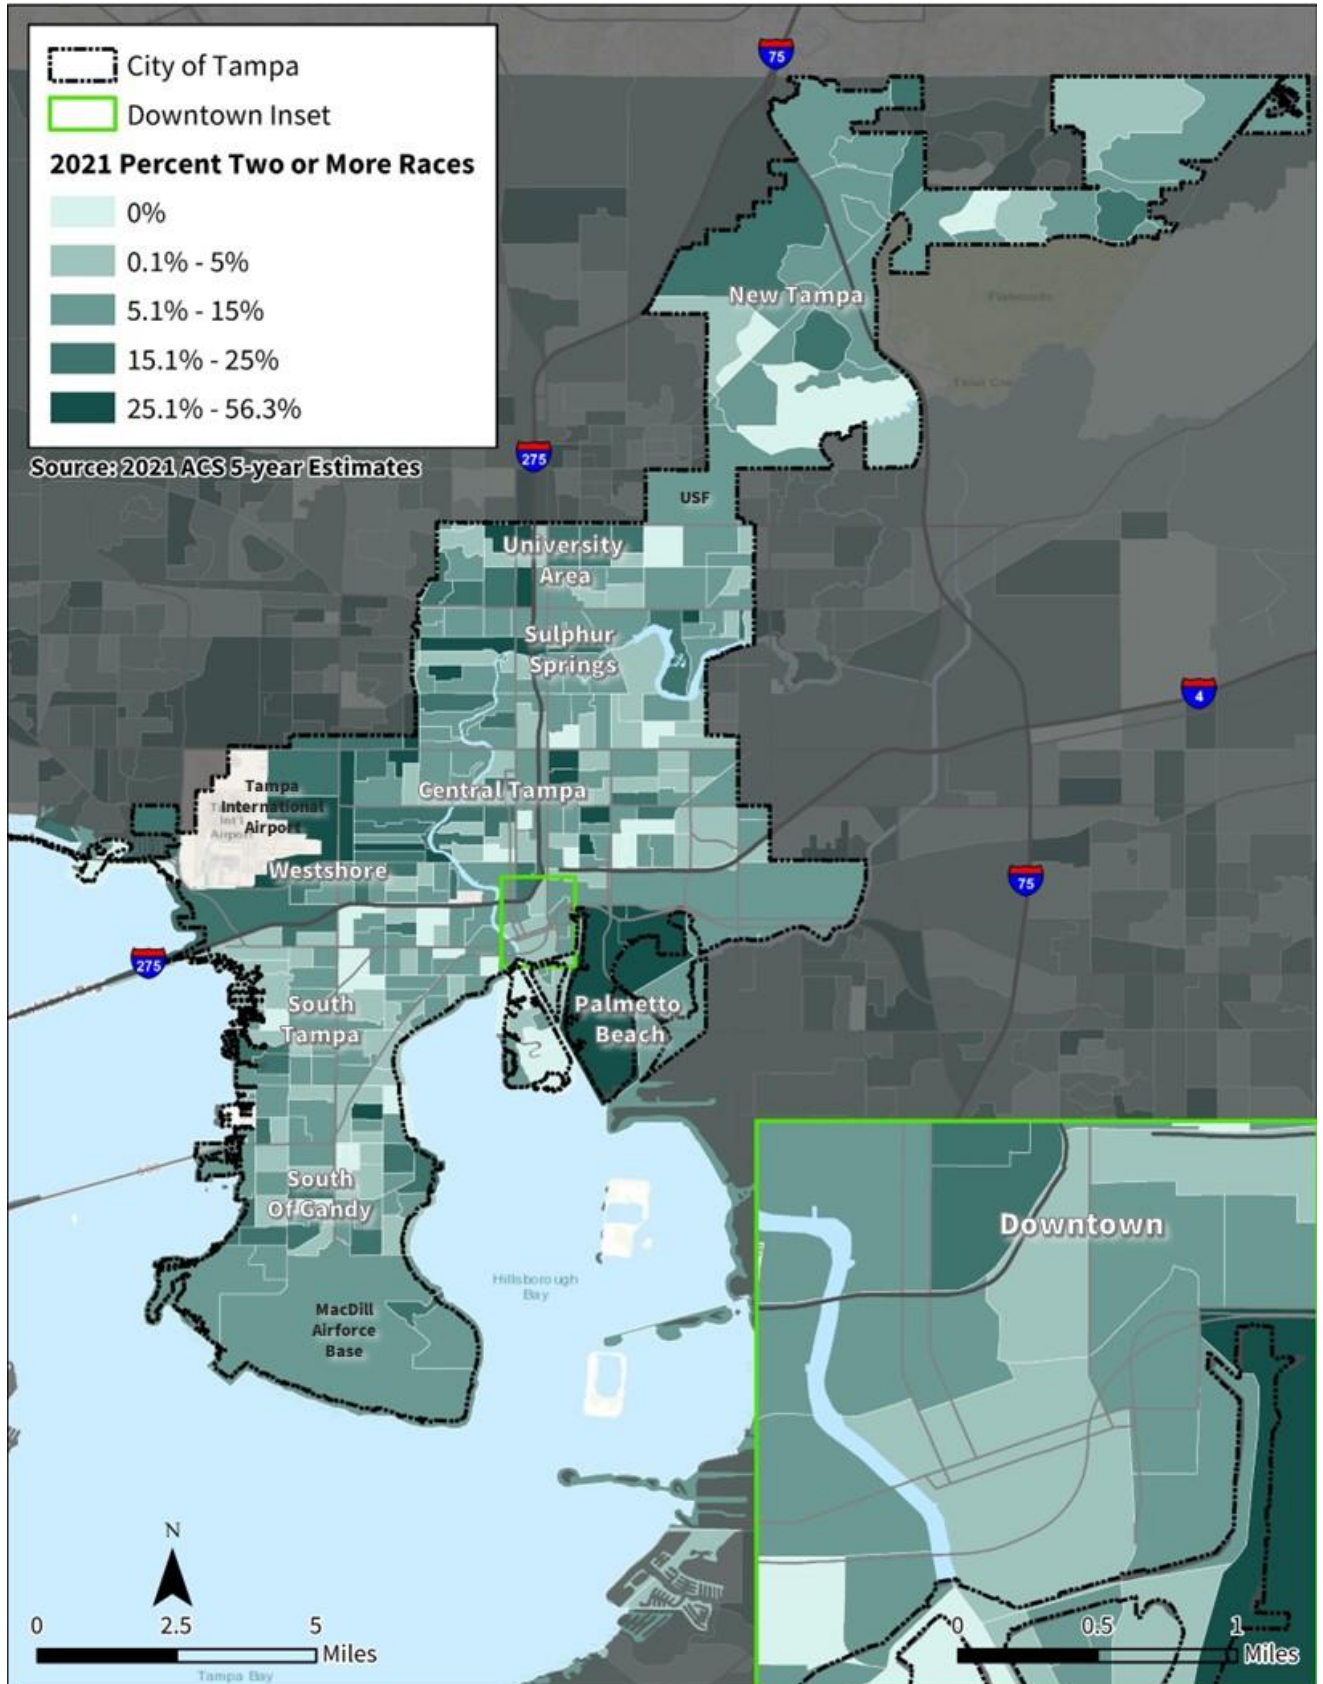 City of Tampa
Downtown Inset
2021 Percent Two or More Races
0%
0.1% - 5%
5.1% - 15%
15.1% - 25%
25.1% - 56.3%
Source: 2021 ACS 5-year Estimates
75
New Tampa
275
USF
University
Area
Sulphur
Springs
4
Tampa
International
Airport
Central Tampa
Westshore
75
275
South
Tampa
Palmetto
Beach
South
Of Gandy
Downtown
Hillsborough
Bay
MacDill
Airforce
Base
N
0 2.5 5
Miles
Tampa Bay
0 0.5 1
Miles